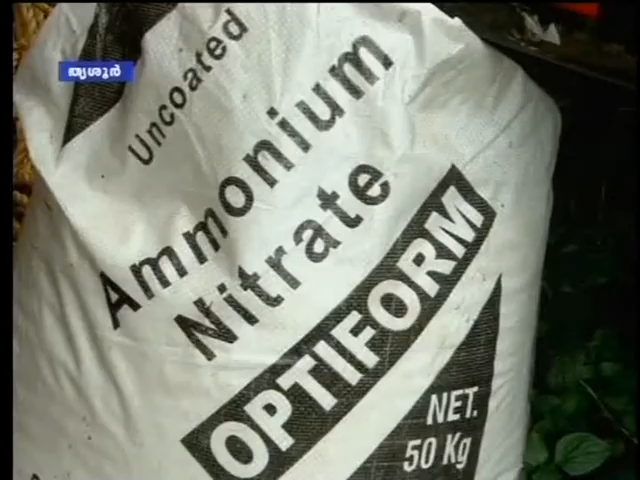 തൃശൂർ
Uncoated
Ammonium
Nitrate
OPTIFORM
NET.
50 Kg